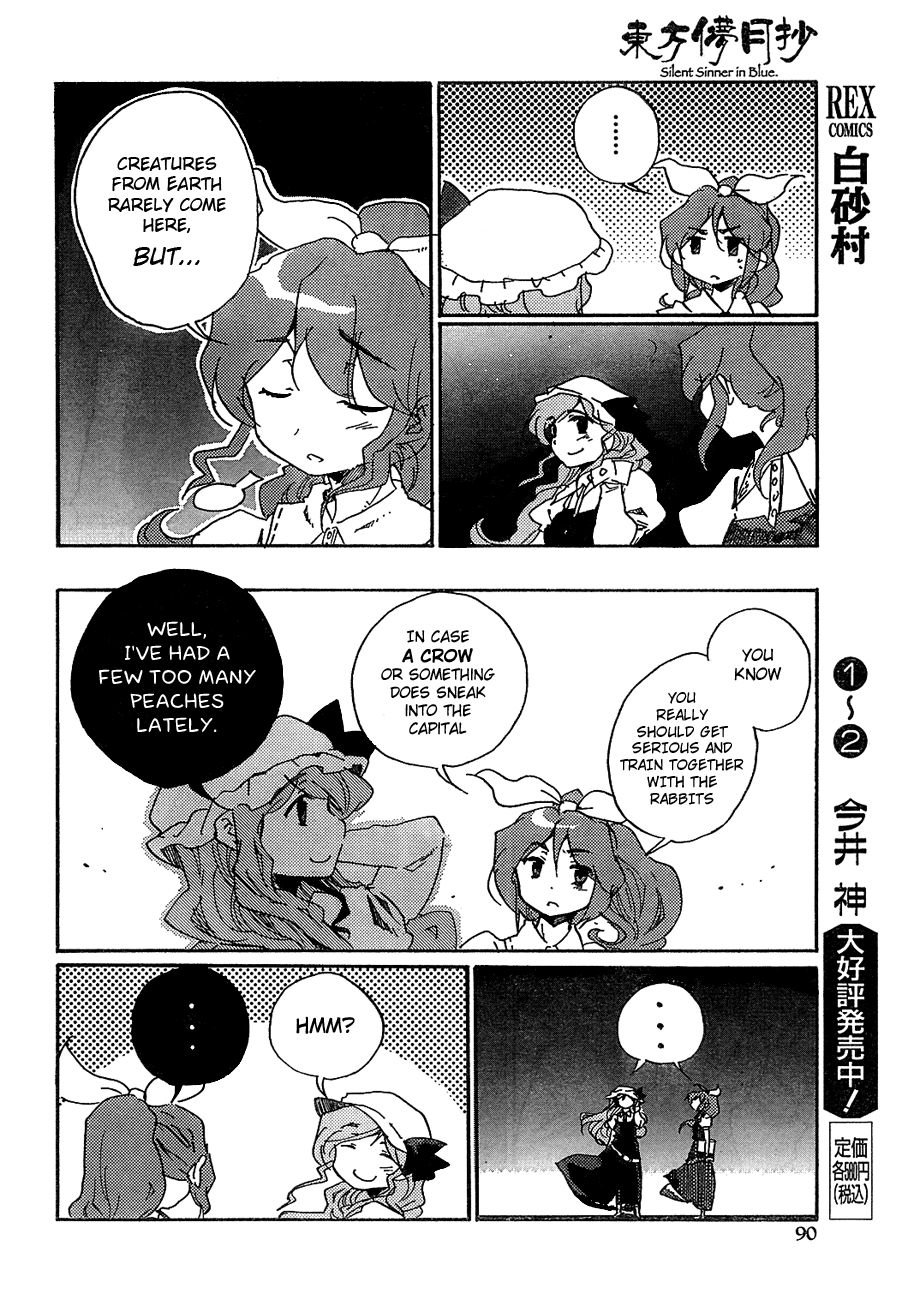 東方儚月抄
Silent Sinner in Blue.
REX
COMICS
白砂村
......
CREATURES
FROM EARTH
RARELY COME
HERE,
BUT...
YOU
KNOW
YOU
REALLY
SHOULD GET
SERIOUS AND
TRAIN TOGETHER
WITH THE
RABBITS
IN CASE
A CROW
OR SOMETHING
DOES SNEAK
INTO THE
CAPITAL
WELL,
I'VE HAD A
FEW TOO MANY
PEACHES
LATELY.
...
HMM?
...
❶~❷
今井神
大好評発売中!
定価
各580円
(税込)
90